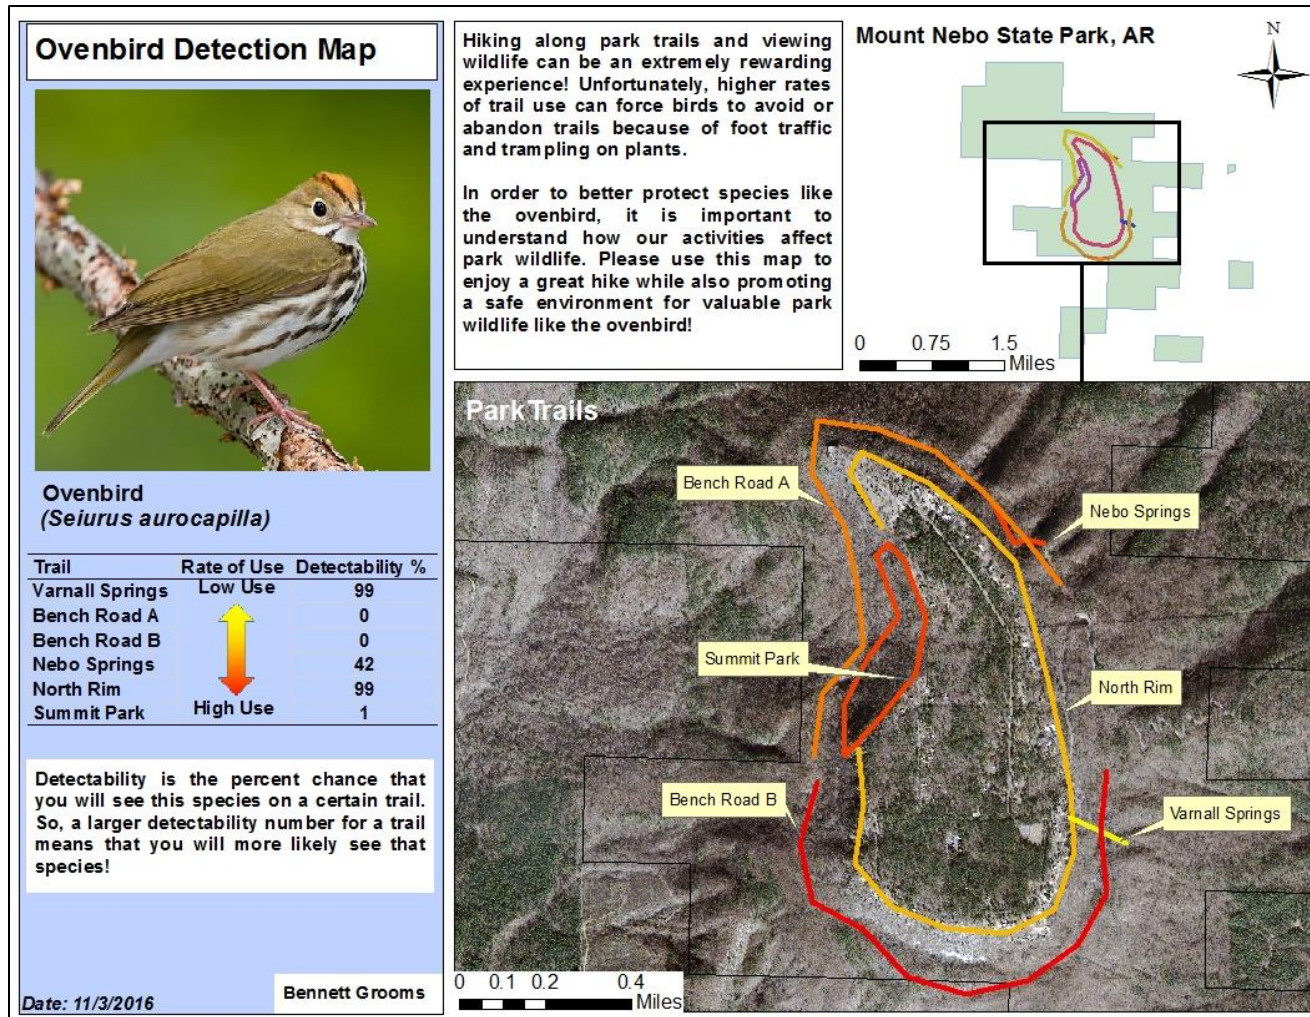 Ovenbird Detection Map
Ovenbird
(Seiurus aurocapilla)
Trail Rate of Use Detectability %
Varnall Springs Low Use 99
Bench Road A 0
Bench Road B 0
Nebo Springs 42
North Rim 99
Summit Park High Use 1
Detectability is the percent chance that
you will see this species on a certain trail.
So, a larger detectability number for a trail
means that you will more likely see that
species!
Bennett Grooms
Date: 11/3/2016
Hiking along park trails and viewing
wildlife can be an extremely rewarding
experience! Unfortunately, higher rates
of trail use can force birds to avoid or
abandon trails because of foot traffic
and trampling on plants.
In order to better protect species like
the ovenbird, it is important to
understand how our activities affect
park wildlife. Please use this map to
enjoy a great hike while also promoting
a safe environment for valuable park
wildlife like the ovenbird!
Mount Nebo State Park, AR
N
0 0.75 1.5
Miles
Park Trails
Bench Road A
Nebo Springs
Summit Park
North Rim
Bench Road B
Varnall Springs
0 0.1 0.2 0.4
Miles